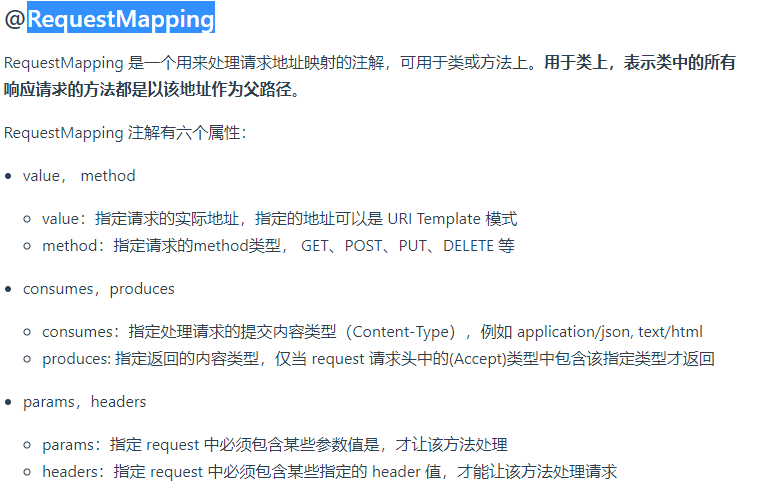 @RequestMapping
RequestMapping 是一个用来处理请求地址映射的注解，可用于类或方法上。用于类上，表示类中的所有
响应请求的方法都是以该地址作为父路径。
RequestMapping 注解有六个属性：
value， method
value：指定请求的实际地址，指定的地址可以是 URI Template 模式
method：指定请求的method类型， GET、POST、PUT、DELETE 等
consumes，produces
consumes：指定处理请求的提交内容类型（Content-Type），例如 application/json, text/html
produces: 指定返回的内容类型，仅当 request 请求头中的(Accept)类型中包含该指定类型才返回
params，headers
params：指定 request 中必须包含某些参数值是，才让该方法处理
headers：指定 request 中必须包含某些指定的 header 值，才能让该方法处理请求